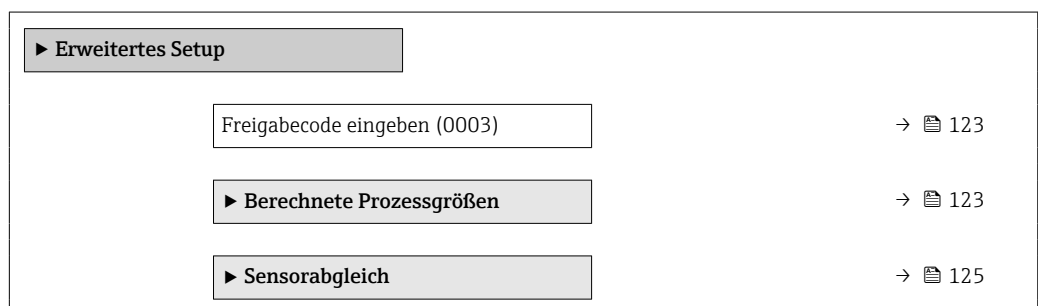 ▶ Erweitertes Setup
Freigabecode eingeben (0003) → 123
▶ Berechnete Prozessgrößen → 123
▶ Sensorabgleich → 125